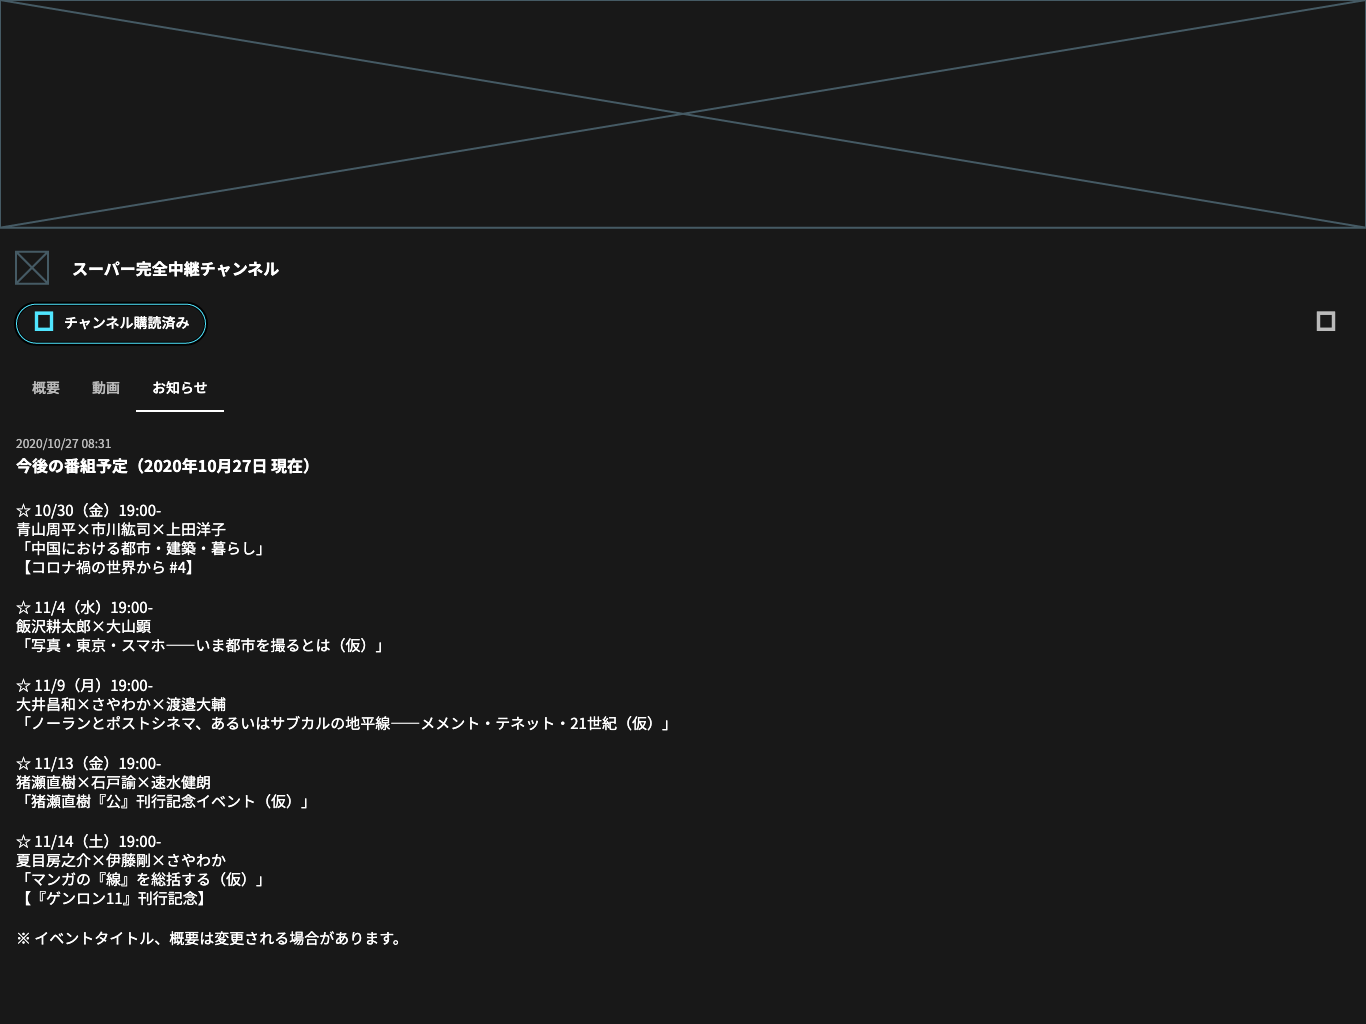 スーパー完全中継チャンネル
チャンネル購読済み
概要 動画 お知らせ
2020/10/27 08:31
今後の番組予定（2020年10月27日 現在）
☆ 10/30（金）19:00-
青山周平×市川紘司×上田洋子
「中国における都市・建築・暮らし」
【コロナ禍の世界から #4】
☆ 11/4（水）19:00-
飯沢耕太郎×大山顕
「写真・東京・スマホ――いま都市を撮るとは（仮）」
☆ 11/9（月）19:00-
大井昌和×さやわか×渡邉大輔
「ノーランとポストシネマ、あるいはサブカルの地平線――メメント・テネット・21世紀（仮）」
☆ 11/13（金）19:00-
猪瀬直樹×石戸諭×速水健朗
「猪瀬直樹『公』刊行記念イベント（仮）」
☆ 11/14（土）19:00-
夏目房之介×伊藤剛×さやわか
「マンガの『線』を総括する（仮）」
【『ゲンロン11』刊行記念】
※ イベントタイトル、概要は変更される場合があります。